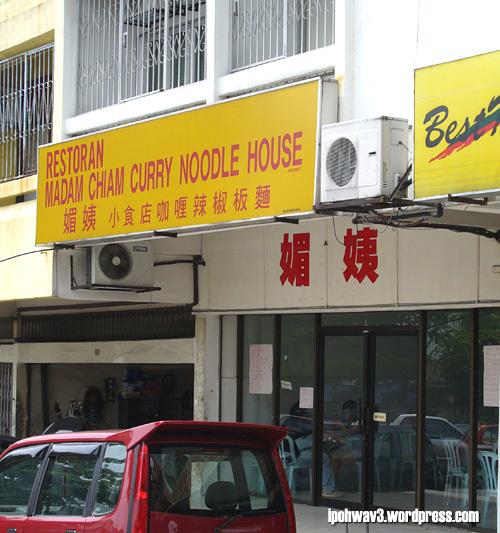 RESTORAN
MADAM CHIAM CURRY NOODLE HOUSE
媚姨 小食店咖喱辣椒板麵
Best
媚姨
ipohwav3.wordpress.com